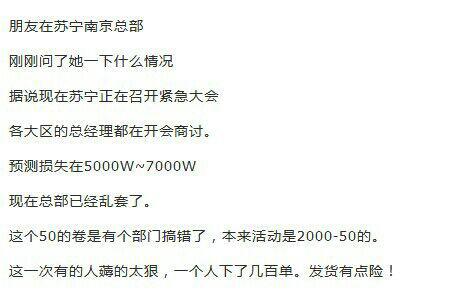 朋友在苏宁南京总部
刚刚问了她一下什么情况
据说现在苏宁正在召开紧急大会
各大区的总经理都在开会商讨。
预测损失在5000W~7000W
现在总部已经乱套了。
这个50的卷是有个部门搞错了，本来活动是2000-50的。
这一次有的人薅的太狠，一个人下了几百单。发货有点险！